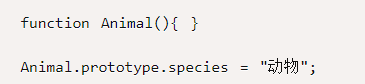 function Animal(){ }
Animal.prototype.species = "动物";